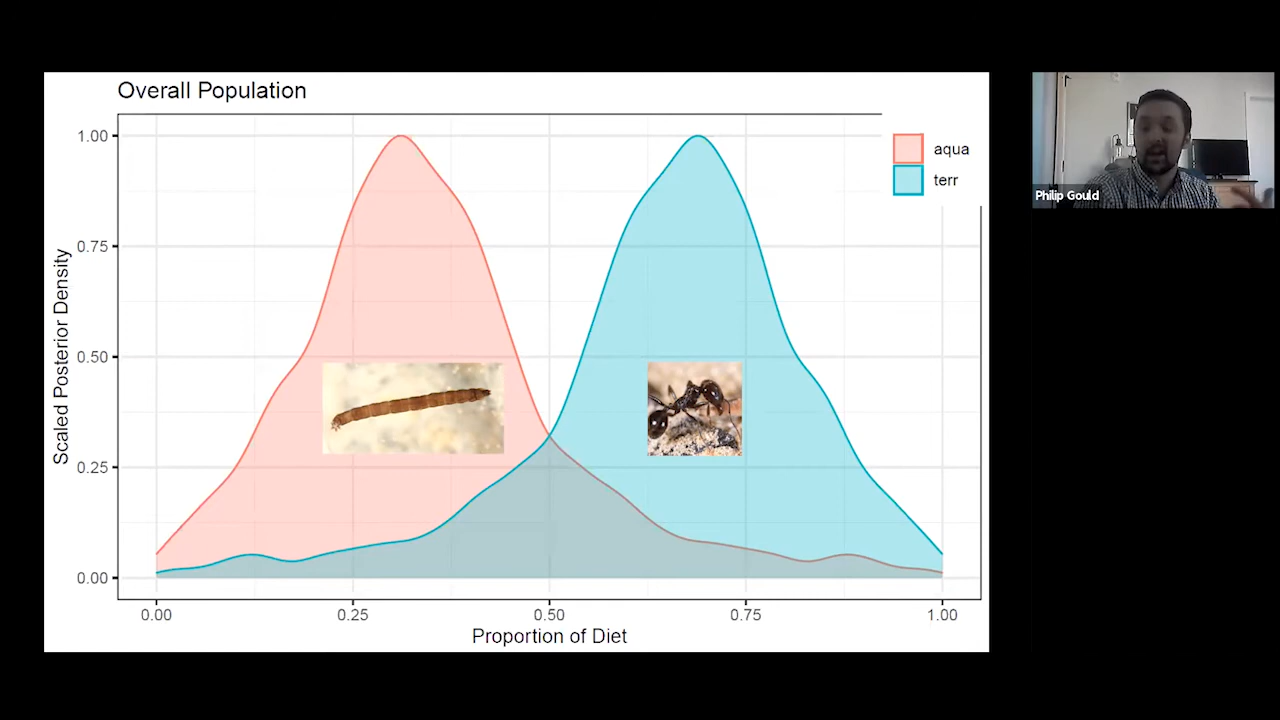 Overall Population
aqua
terr
Philip Gould
Scaled Posterior Density
1.00
0.75
0.50
0.25
0.00
0.00 0.25 0.50 0.75 1.00
Proportion of Diet